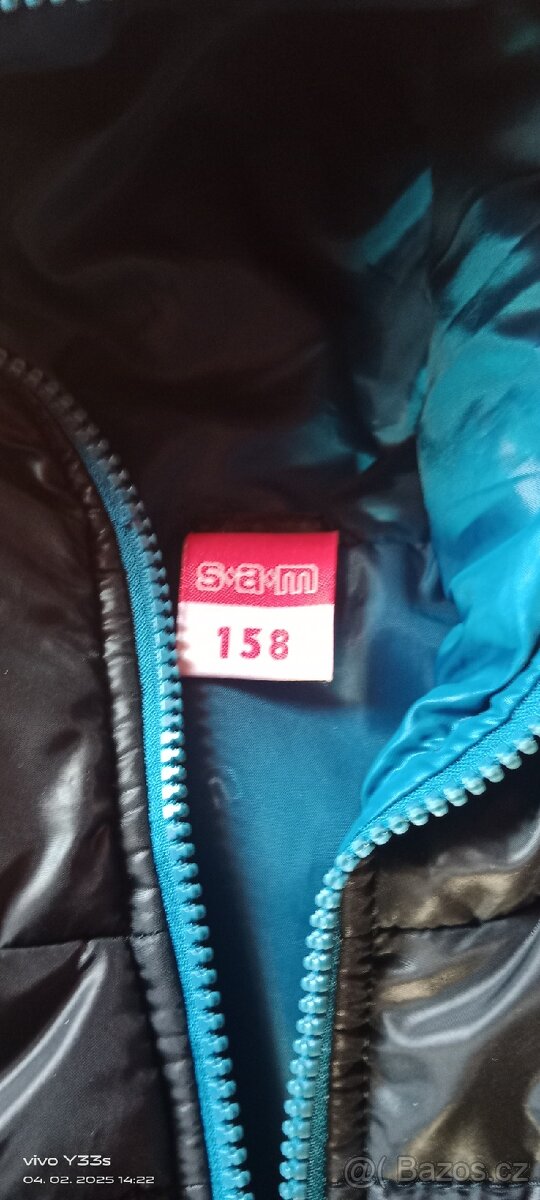 s·a·m
158
vivo Y33s
04. 02. 2025 14:22
@ Bazos.cz